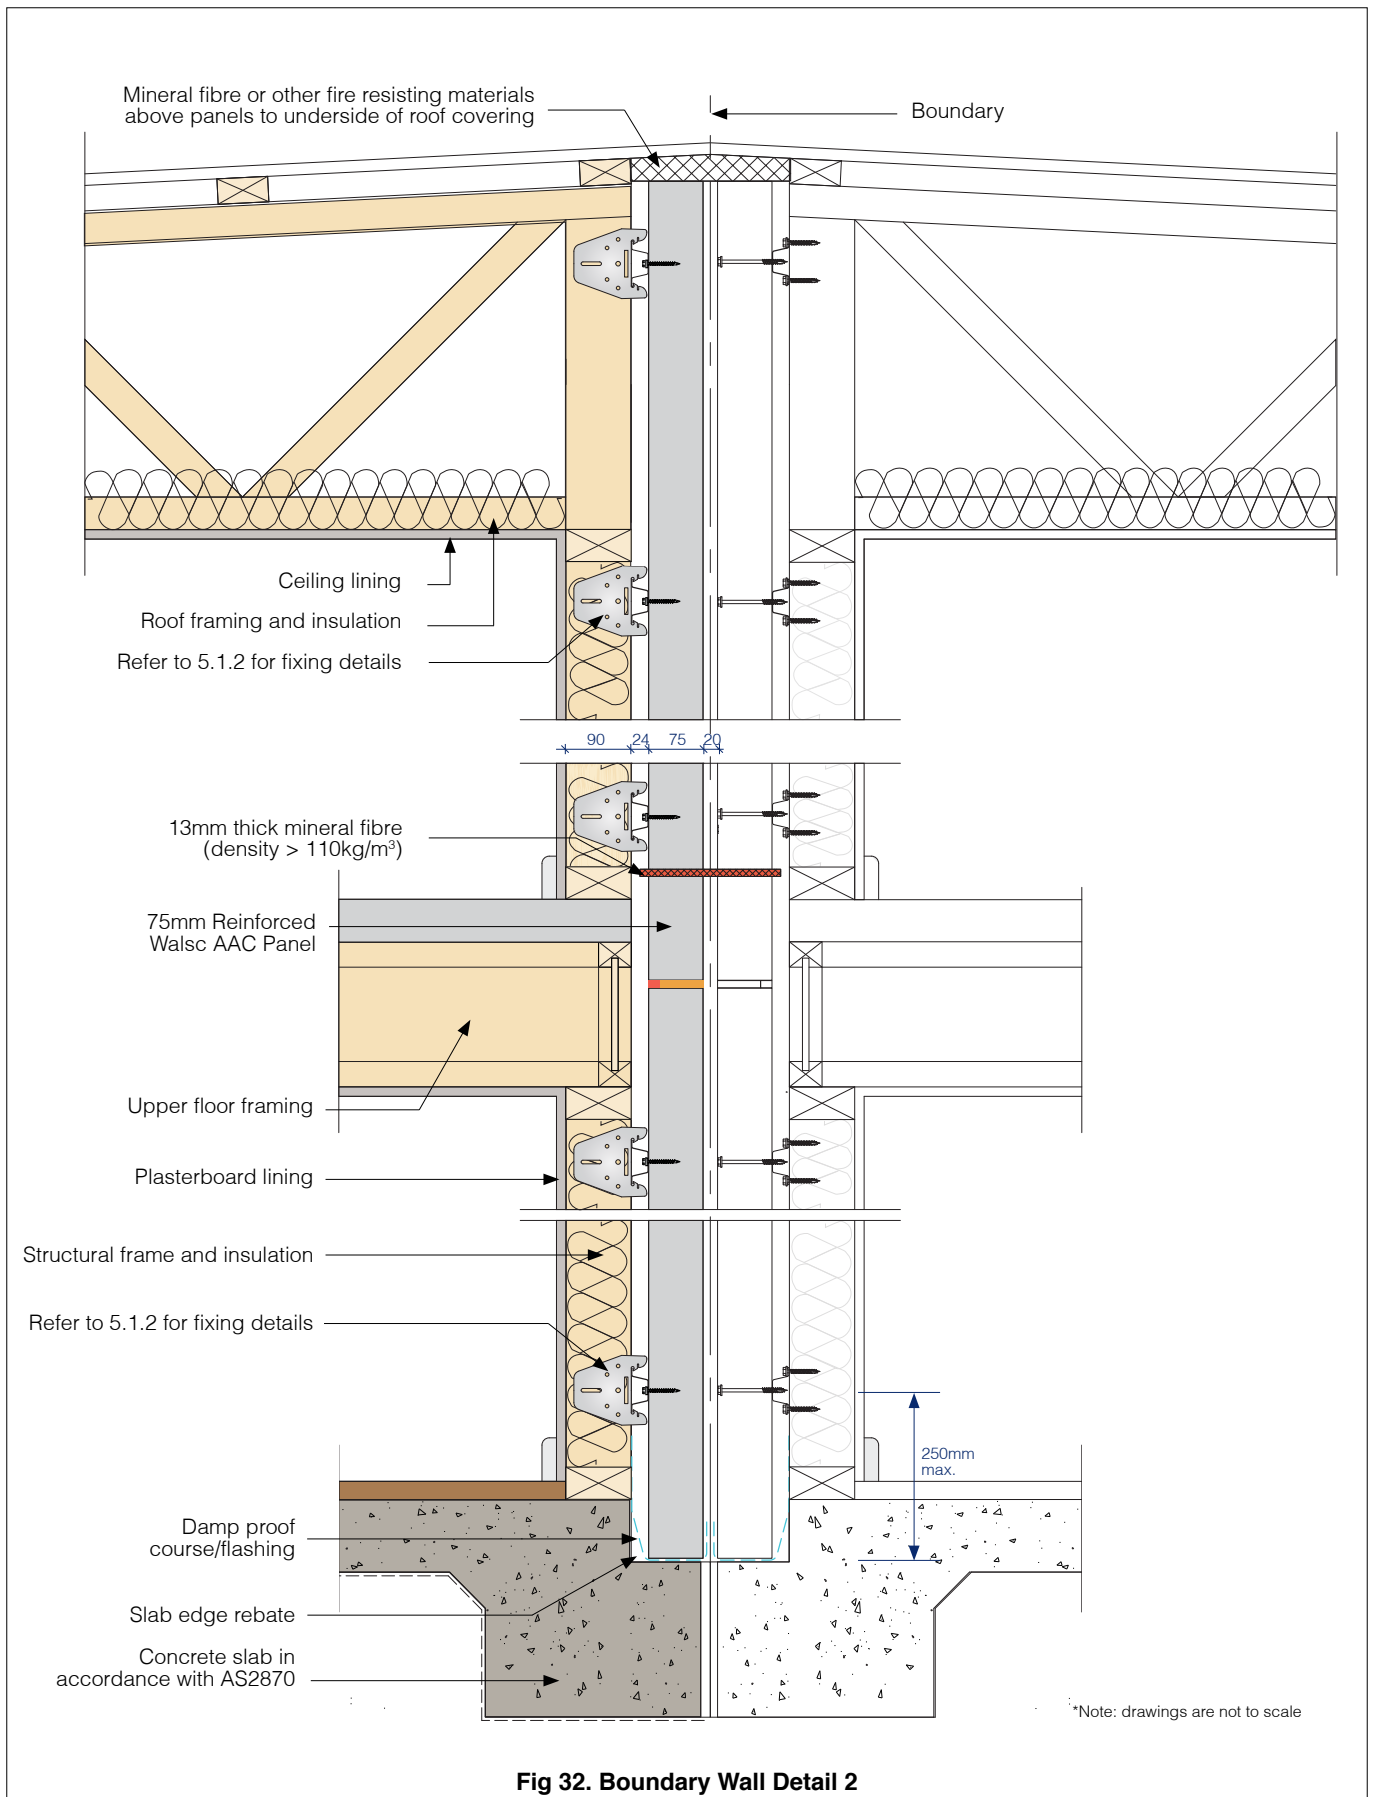 Mineral fibre or other fire resisting materials
above panels to underside of roof covering
Boundary
Ceiling lining
Roof framing and insulation
Refer to 5.1.2 for fixing details
90
24
75
20
13mm thick mineral fibre
(density > 110kg/m³)
75mm Reinforced
Walsc AAC Panel
Upper floor framing
Plasterboard lining
Structural frame and insulation
Refer to 5.1.2 for fixing details
250mm
max.
Damp proof
course/flashing
Slab edge rebate
Concrete slab in
accordance with AS2870
*Note: drawings are not to scale
Fig 32. Boundary Wall Detail 2